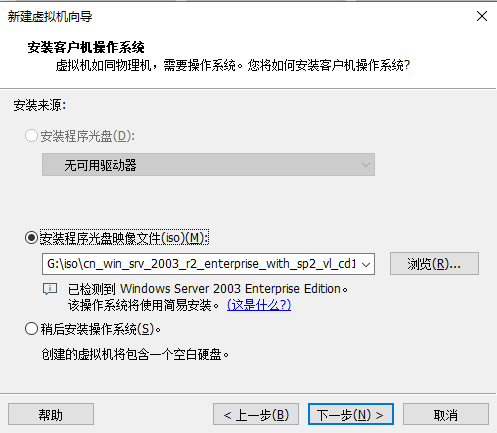 新建虚拟机向导
安装客户机操作系统
虚拟机如同物理机，需要操作系统。您将如何安装客户机操作系统?
安装来源:
安装程序光盘(D):
无可用驱动器
安装程序光盘映像文件(iso)(M):
G:\iso\cn_win_srv_2003_r2_enterprise_with_sp2_vl_cd1
浏览(R)...
已检测到 Windows Server 2003 Enterprise Edition。
该操作系统将使用简易安装。 (这是什么?)
稍后安装操作系统(S)。
创建的虚拟机将包含一个空白硬盘。
帮助
< 上一步(B)
下一步(N) >
取消